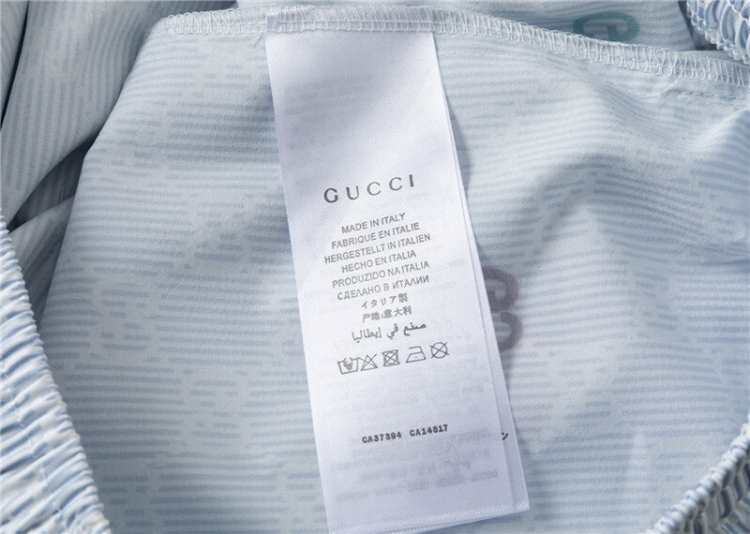 GUCCI
MADE IN ITALY
FABRIQUE EN ITALIE
HERGESTELLT IN ITALIEN
HECHO EN ITALIA
PRODUZIDO NA ITALIA
СДЕЛАНО В ИТАЛИИ
イタリア製
产地:意大利
صنع في إيطاليا
CA37394 CA14517